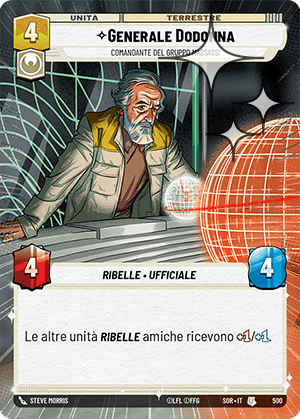 UNITÀ
TERRESTRE
4
GENERALE DODONNA
COMANDANTE DEL GRUPPO MASSASSI
4
4
RIBELLE • UFFICIALE
Le altre unità RIBELLE amiche ricevono +1/+1.
STEVE MORRIS
©LFL ©FFG
SOR • IT
500